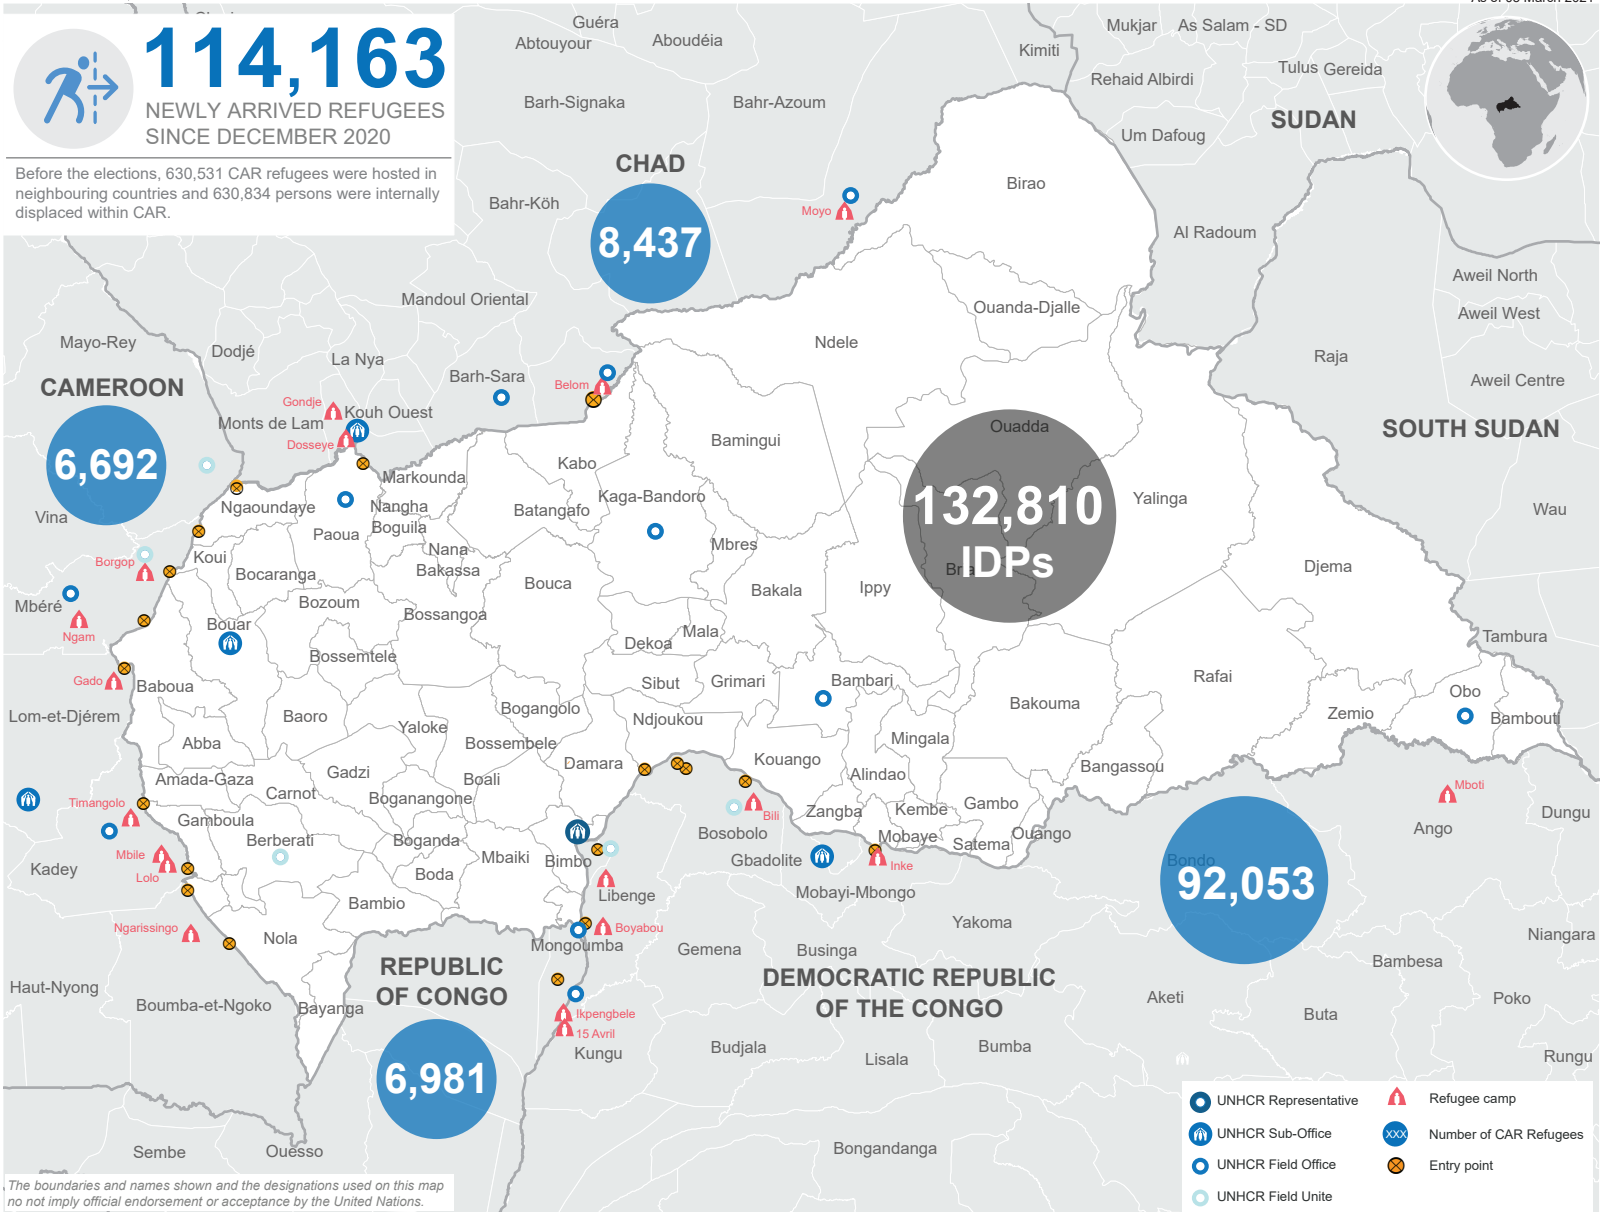 114,163
NEWLY ARRIVED REFUGEES
SINCE DECEMBER 2020
Before the elections, 630,531 CAR refugees were hosted in
neighbouring countries and 630,834 persons were internally
displaced within CAR.
Guéra
Abtouyour
Aboudéia
Kimiti
Mukjar
As Salam - SD
Tulus
Gereida
Rehaid Albirdi
Barh-Signaka
Bahr-Azoum
SUDAN
Um Dafoug
CHAD
8,437
Birao
Moyo
Bahr-Köh
Al Radoum
Aweil North
Mandoul Oriental
Ouanda-Djalle
Aweil West
Mayo-Rey
Dodjé
La Nya
Ndele
Raja
Barh-Sara
Belom
Aweil Centre
CAMEROON
6,692
Gondje
Kouh Ouest
Monts de Lam
Dosseye
Ouadda
SOUTH SUDAN
Bamingui
Kabo
Markounda
Kaga-Bandoro
Yalinga
132,810
IDPs
Ngaoundaye
Nangha
Boguila
Batangafo
Wau
Vina
Paoua
Mbres
Koui
Nana
Bakassa
Borgop
Bocaranga
Bouca
Bakala
Ippy
Djema
Mbéré
Bozoum
Bossangoa
Bouar
Ngam
Mala
Dekoa
Tambura
Bossemtele
Gado
Baboua
Sibut
Grimari
Bambari
Rafai
Obo
Bakouma
Lom-et-Djérem
Baoro
Bogangolo
Ndjoukou
Zemio
Bambouti
Yaloke
Abba
Bossembele
Mingala
Damara
Kouango
Bangassou
Amada-Gaza
Gadzi
Boali
Alindao
Carnot
Boganangone
Mboti
Timangolo
Gamboula
Bili
Zangba
Kembe
Gambo
Dungu
Bosobolo
Ango
Berberati
Boganda
Mobaye
Satema
Ouango
Mbile
Lolo
Kadey
Mbaiki
Bimbo
Gbadolite
Inke
Bondo
92,053
Boda
Libenge
Mobayi-Mbongo
Bambio
Ngarissingo
Boyabou
Yakoma
Nola
Mongoumba
Gemena
Businga
Niangara
Bambesa
REPUBLIC
OF CONGO
6,981
DEMOCRATIC REPUBLIC
OF THE CONGO
Haut-Nyong
Boumba-et-Ngoko
Bayanga
Aketi
Poko
Buta
Ikpengbele
15 Avril
Kungu
Budjala
Lisala
Bumba
Rungu
Bongandanga
Sembe
Ouesso
UNHCR Representative
UNHCR Sub-Office
UNHCR Field Office
UNHCR Field Unite
Refugee camp
XXX
Number of CAR Refugees
Entry point
The boundaries and names shown and the designations used on this map
no not imply official endorsement or acceptance by the United Nations.